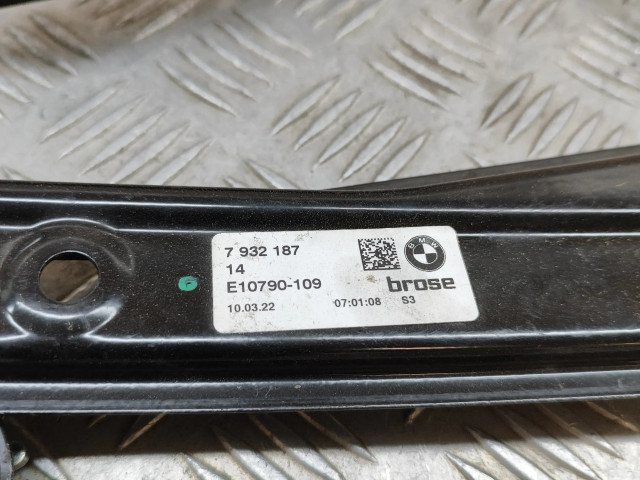 7 932 187
14
E10790-109
10.03.22 07:01:08 S3
BMW
brose